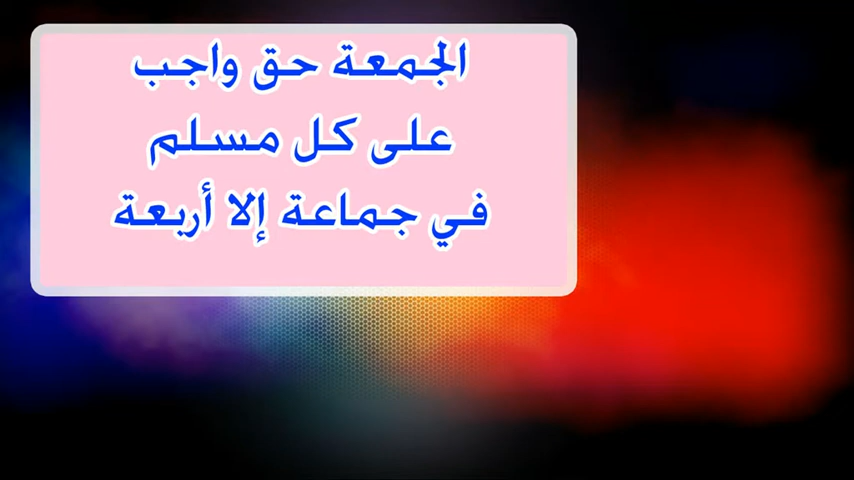 الجمعة حق واجب
على كل مسلم
في جماعة إلا أربعة